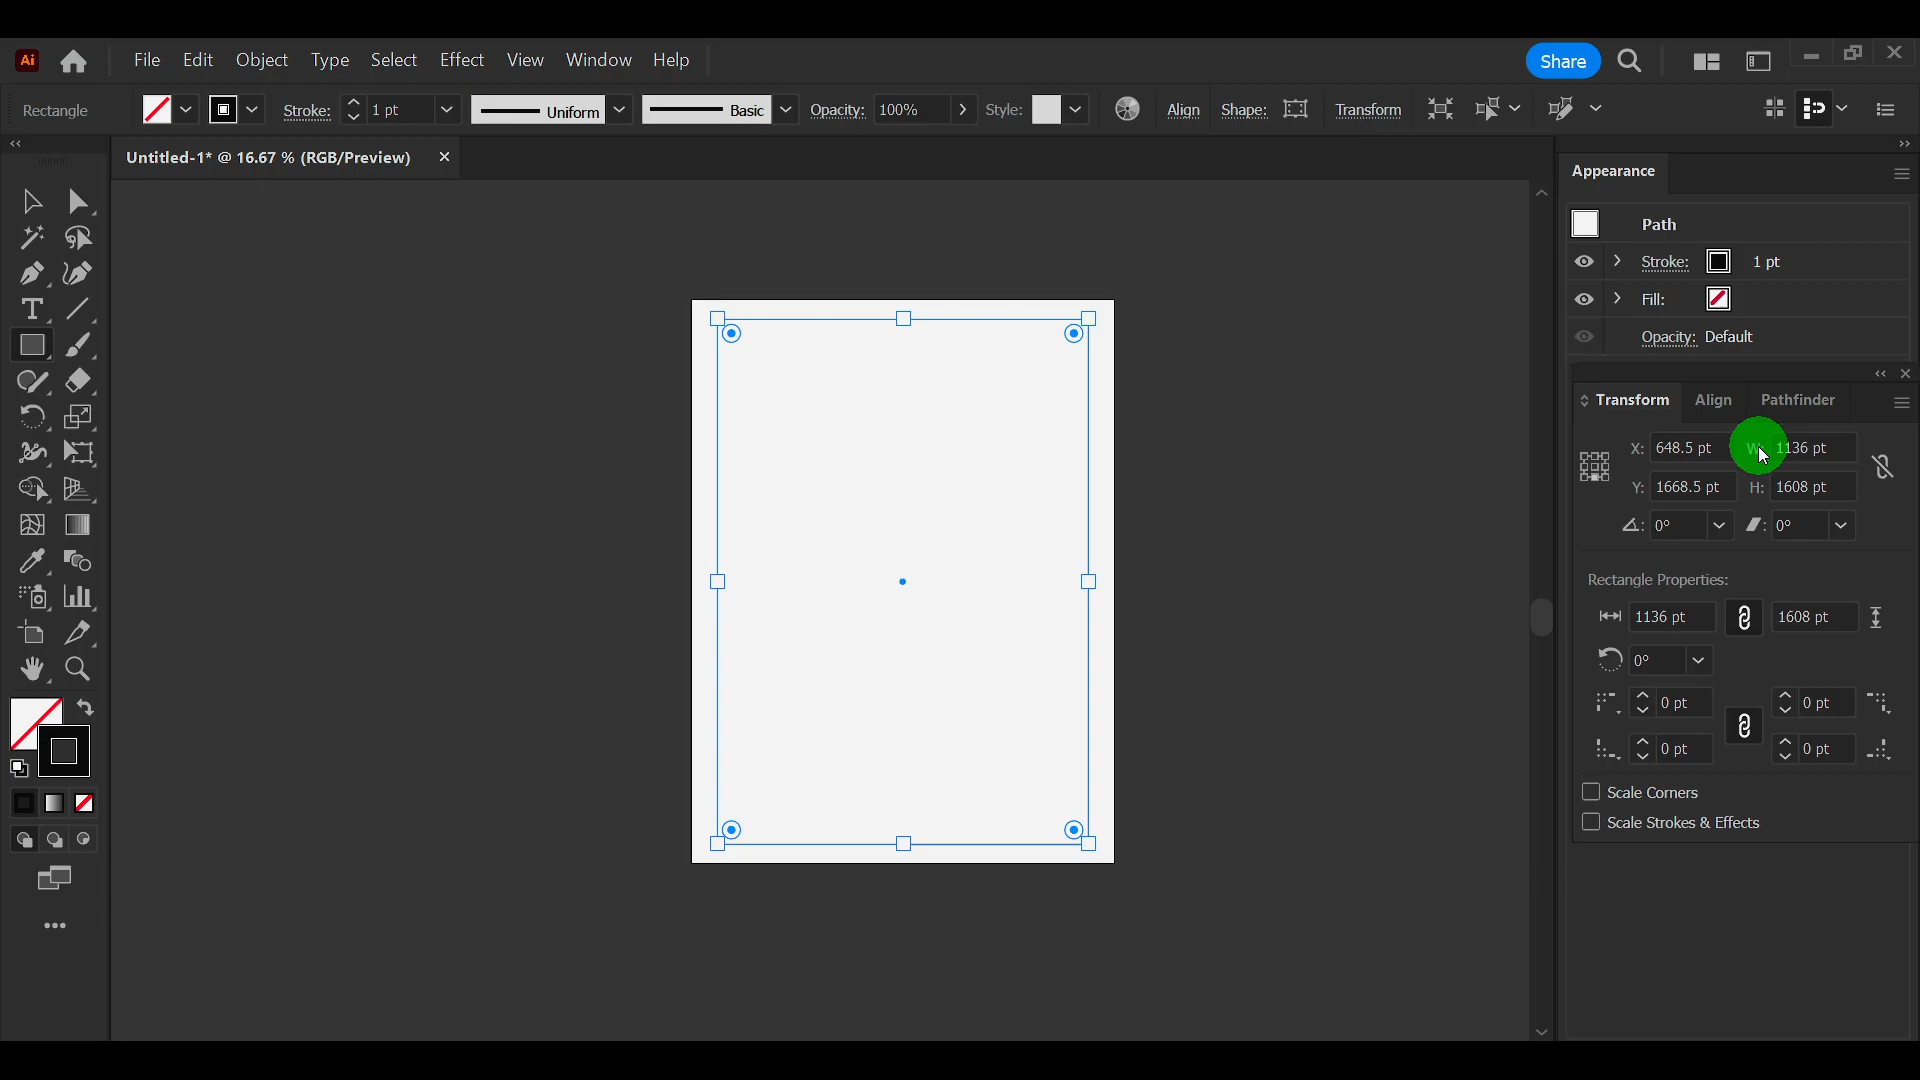 Ai File Edit Object Type Select Effect View Window Help Share
Rectangle Stroke: 1 pt Uniform Basic Opacity: 100% Style: Align Shape: Transform
Untitled-1* @ 16.67 % (RGB/Preview)
Appearance
Path
Stroke: 1 pt
Fill:
Opacity: Default
Transform Align Pathfinder
X: 648.5 pt W: 1136 pt
Y: 1668.5 pt H: 1608 pt
0° 0°
Rectangle Properties:
1136 pt 1608 pt
0°
0 pt 0 pt
0 pt 0 pt
Scale Corners
Scale Strokes & Effects